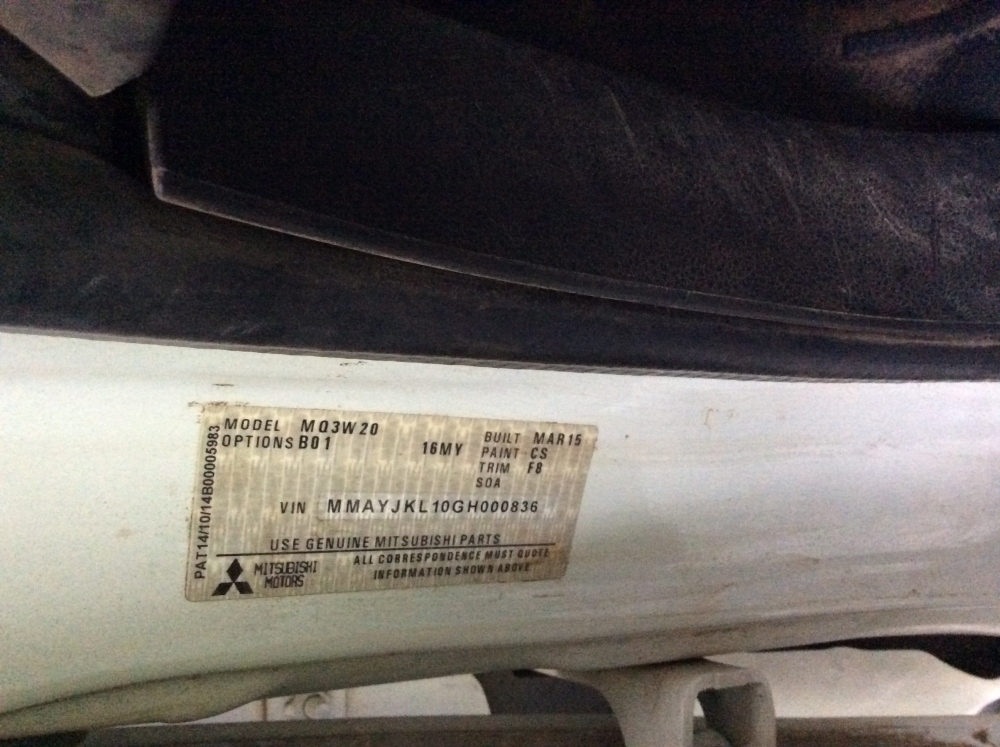 PAT14/10/14B00005983
MODEL MQ3W20
OPTIONS B01
16MY
BUILT MAR15
PAINT CS
TRIM F8
SOA
VIN MMAYJKL10GH000836
USE GENUINE MITSUBISHI PARTS
MITSUBISHI
MOTORS
ALL CORRESPONDENCE MUST QUOTE
INFORMATION SHOWN ABOVE